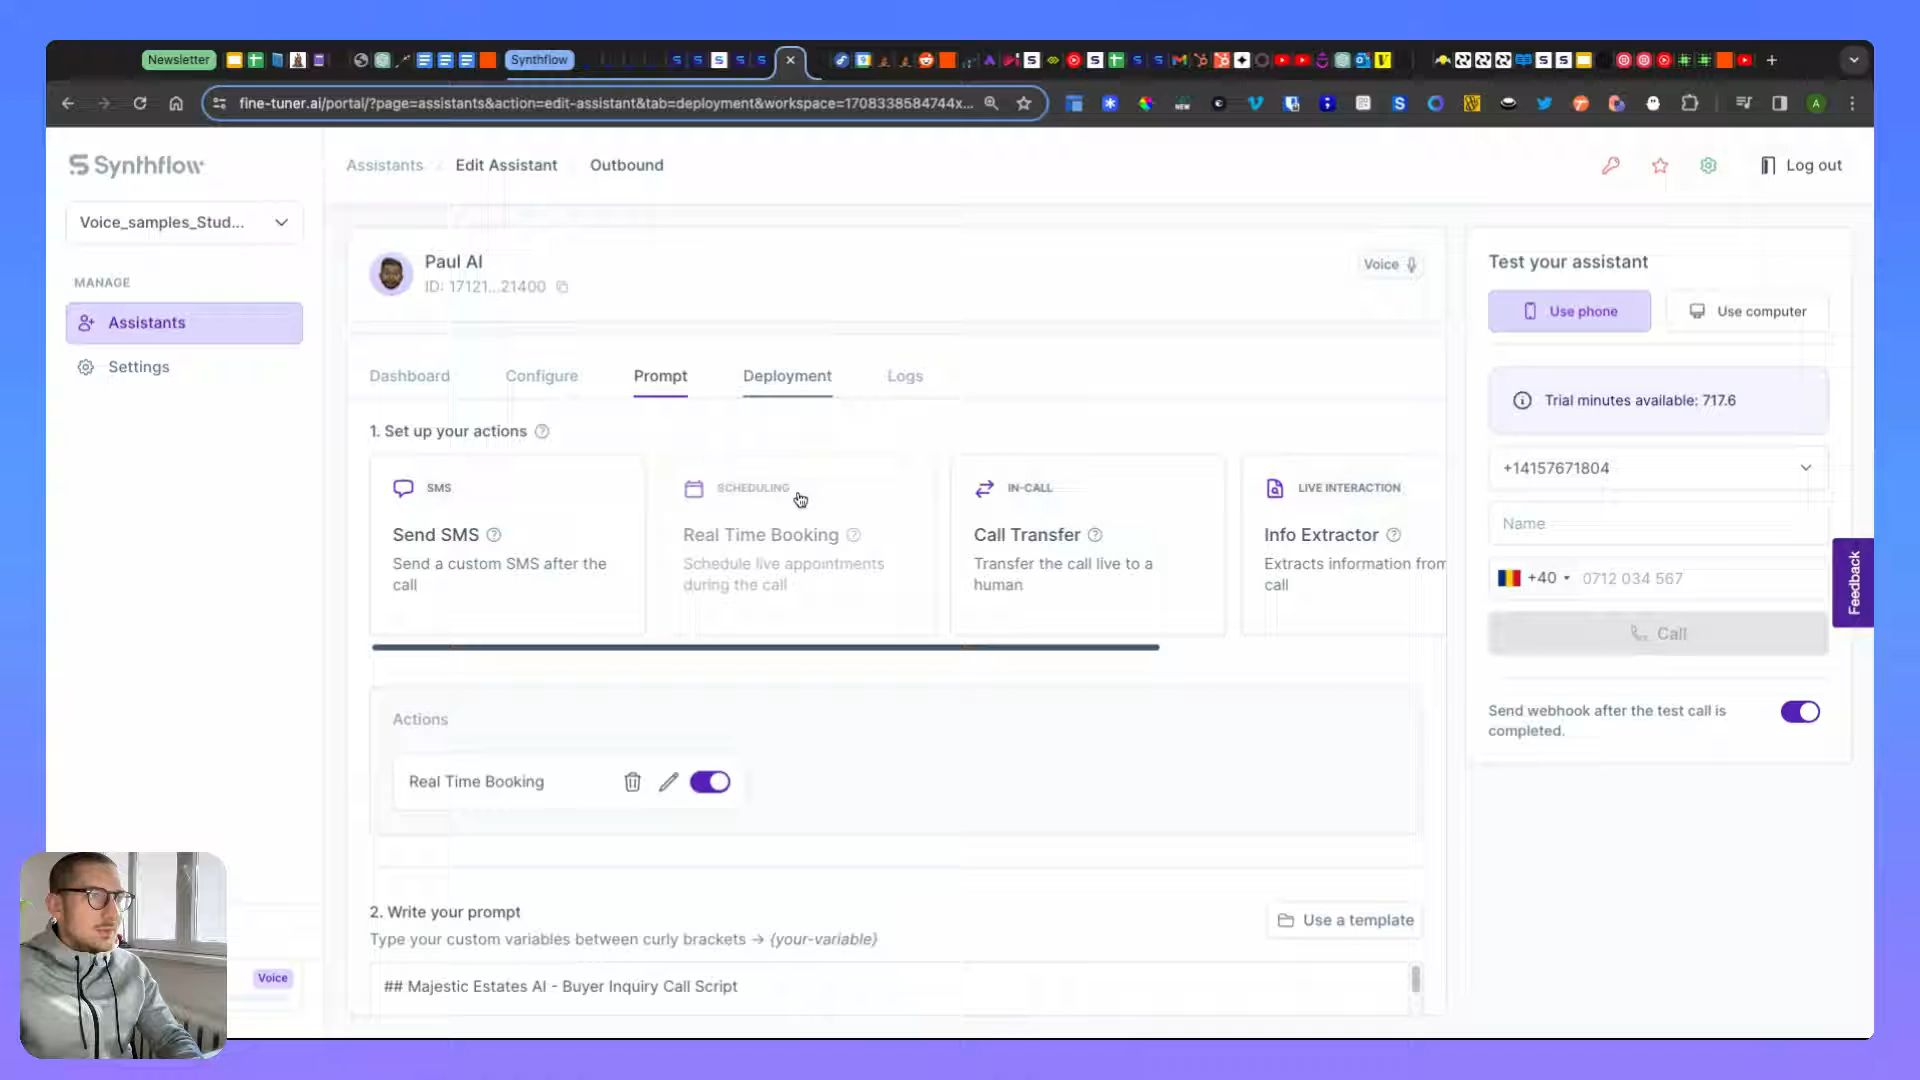 Newsletter
Synthflow
fine-tuner.ai/portal/?page=assistants&action=edit-assistant&tab=deployment&workspace=1708338584744x...
NEW
A
Synthflow
Assistants
Edit Assistant
Outbound
Log out
Voice_samples_Stud...
MANAGE
Assistants
Settings
Paul AI
ID: 17121...21400
Voice
Dashboard
Configure
Prompt
Deployment
Logs
1. Set up your actions
SMS
Send SMS
Send a custom SMS after the
call
SCHEDULING
Real Time Booking
Schedule live appointments
during the call
IN-CALL
Call Transfer
Transfer the call live to a
human
LIVE INTERACTION
Info Extractor
Extracts information from
call
Actions
Real Time Booking
2. Write your prompt
Type your custom variables between curly brackets → {your-variable}
Use a template
## Majestic Estates AI - Buyer Inquiry Call Script
Test your assistant
Use phone
Use computer
Trial minutes available: 717.6
+14157671804
Name
+40
0712 034 567
Call
Send webhook after the test call is
completed.
Feedback
Voice